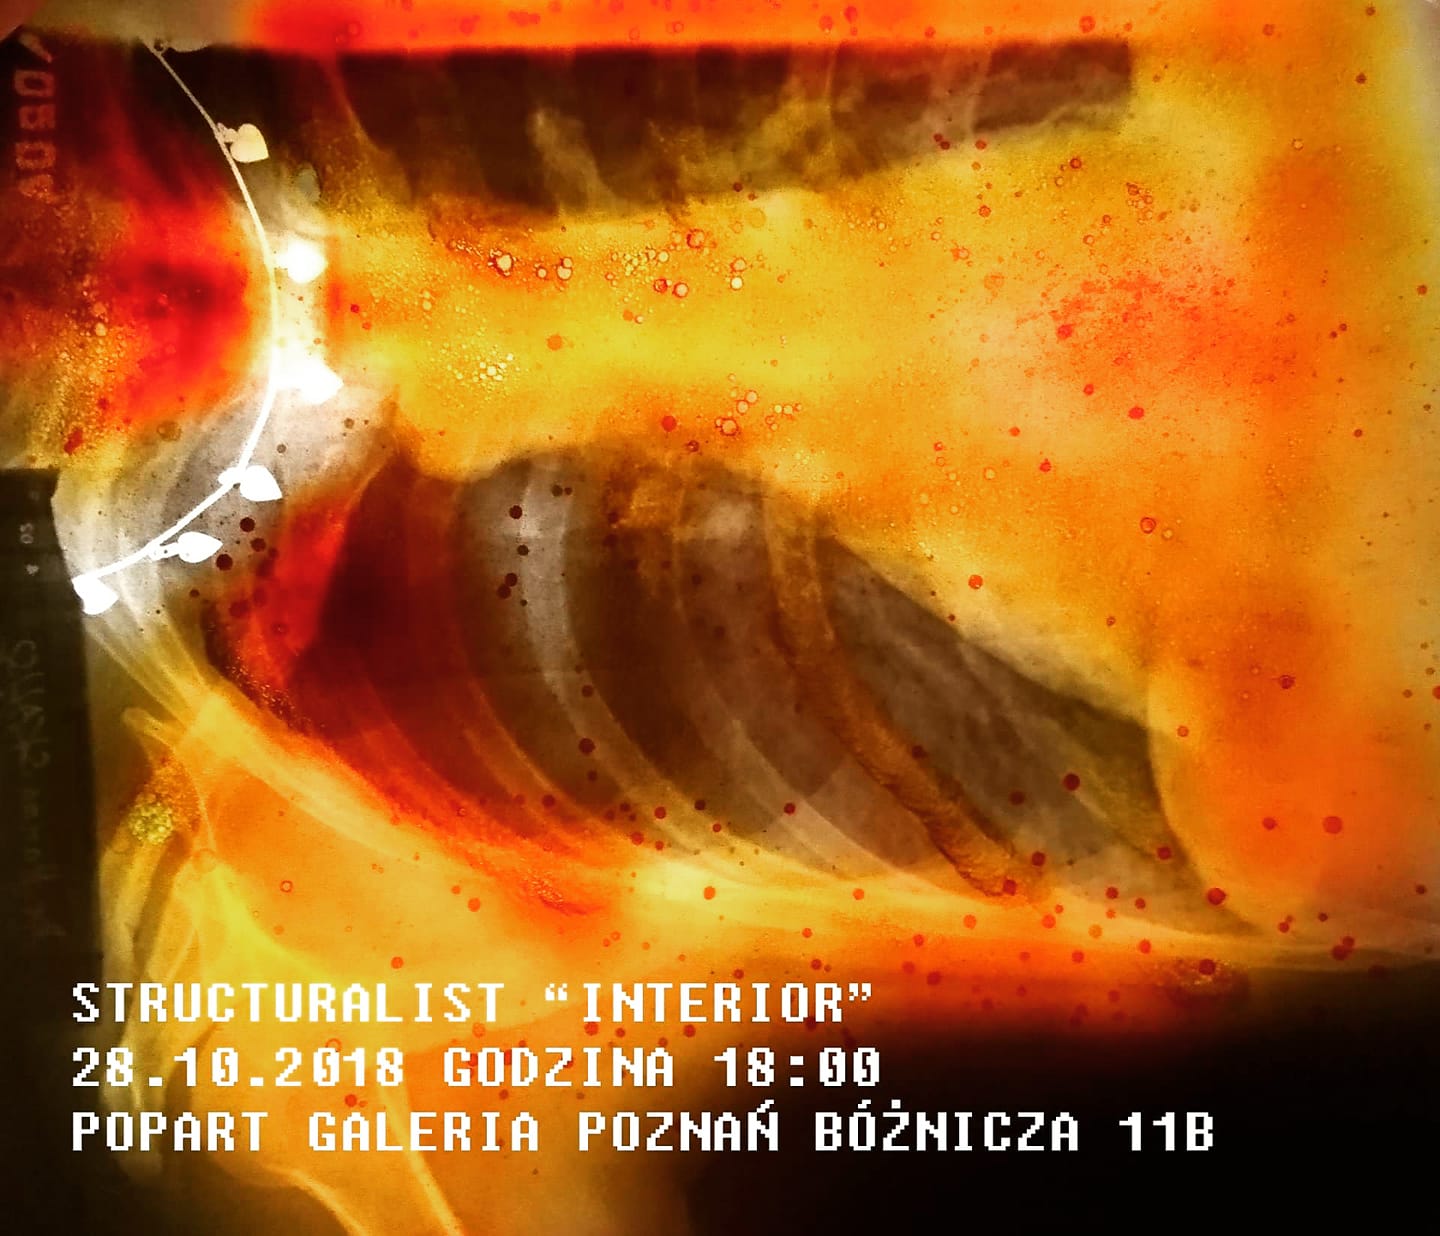 STRUCTURALIST “INTERIOR”
28.10.2018 GODZINA 18:00
POPART GALERIA POZNAŃ BÓŻNICZA 11B